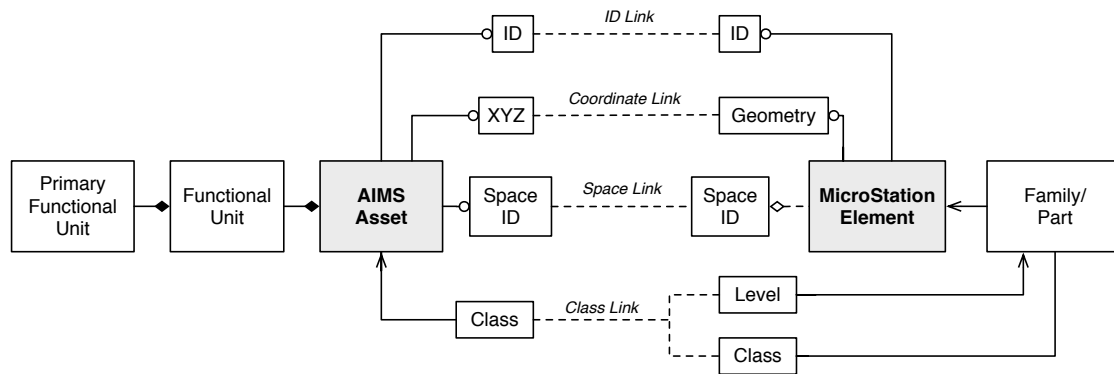 ID Link
ID
ID
Coordinate Link
XYZ
Geometry
Primary
Functional
Unit
Functional
Unit
AIMS
Asset
Space
ID
Space Link
Space
ID
MicroStation
Element
Family/
Part
Level
Class
Class Link
Class